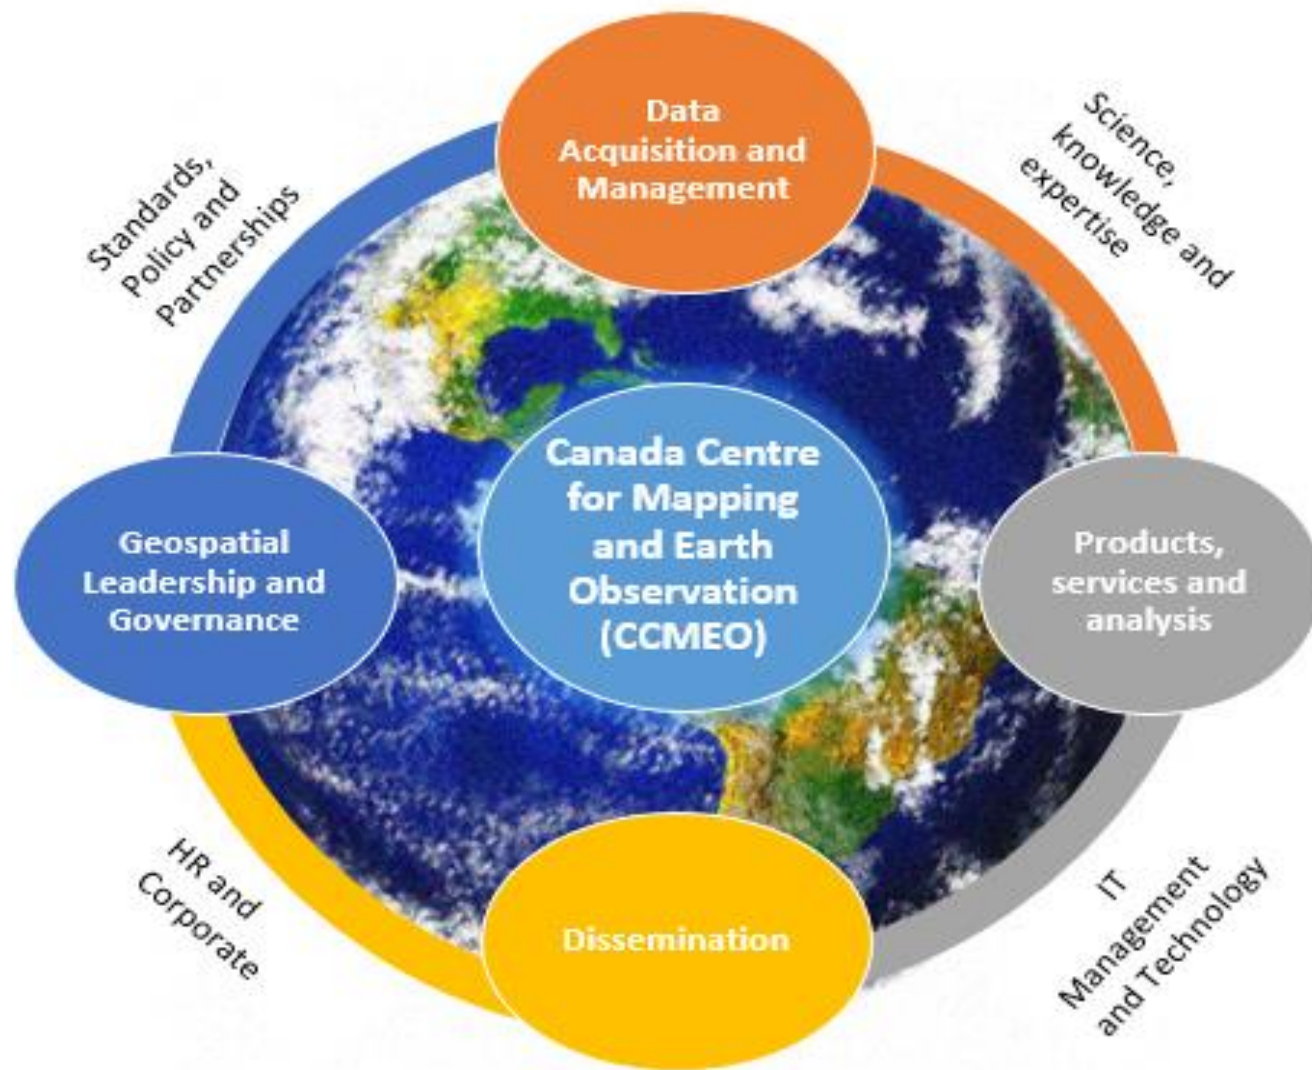 Data
Acquisition and
Management
Standards,
Policy and
Partnerships
Science,
knowledge and
expertise
Canada Centre
for Mapping
and Earth
Observation
(CCMEO)
Geospatial
Leadership and
Governance
Products,
services and
analysis
HR and
Corporate
Dissemination
IT
Management
and Technology